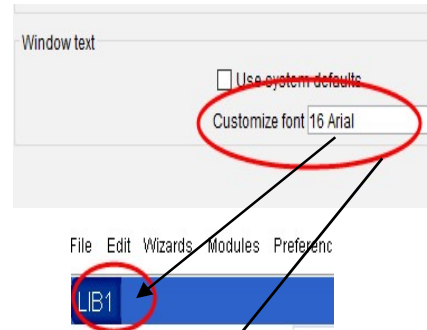 Window text
Use system defaults
Customize font 16 Arial
File Edit Wizards Modules Preferenc
LIB1